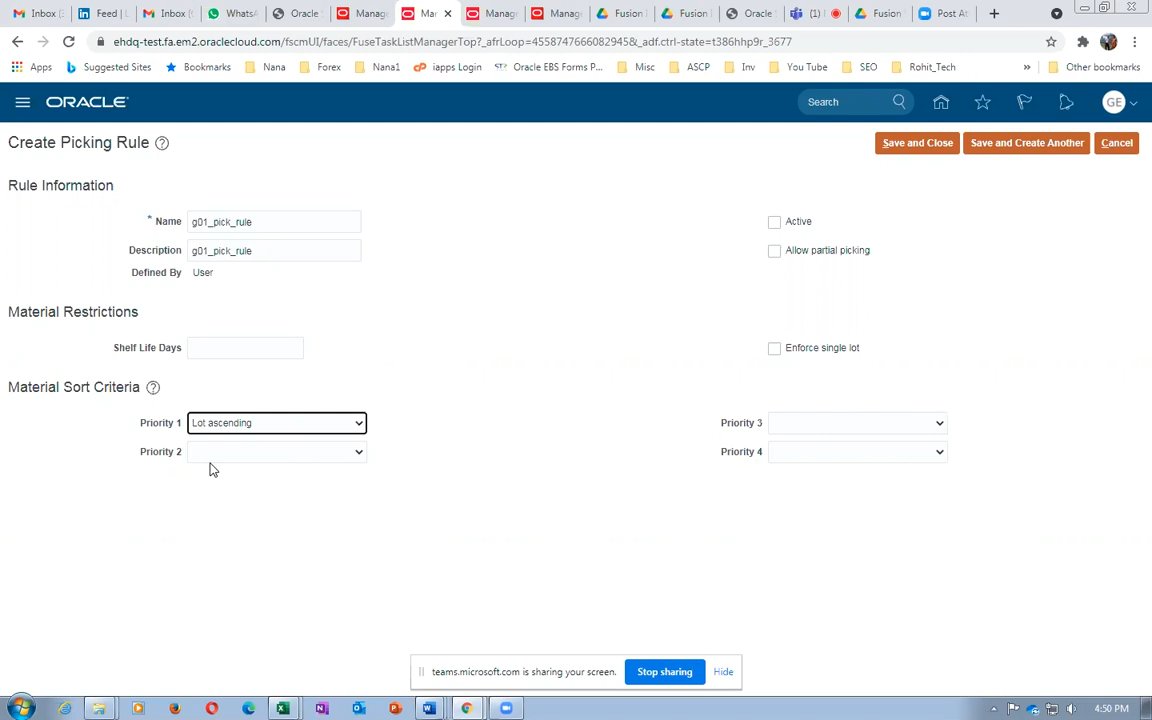 Inbox (
Feed | L
Inbox (
WhatsA
Oracle
Manage
Mar
Manage
Manage
Fusion
Fusion
Oracle
(1)
Fusion
Post At
ehdq-test.fa.em2.oraclecloud.com/fscmUI/faces/FuseTaskListManagerTop?_afrLoop=4558747666082945&_adf.ctrl-state=t386hhp9r_3677
Apps Suggested Sites Bookmarks Nana Forex Nana1 iapps Login Oracle EBS Forms P... Misc ASCP Inv You Tube SEO Rohit_Tech » Other bookmarks
ORACLE Search GE
Create Picking Rule ? Save and Close Save and Create Another Cancel
Rule Information
* Name g01_pick_rule Active
Description g01_pick_rule Allow partial picking
Defined By User
Material Restrictions
Shelf Life Days Enforce single lot
Material Sort Criteria ?
Priority 1 Lot ascending Priority 3
Priority 2 Priority 4
teams.microsoft.com is sharing your screen. Stop sharing Hide
4:50 PM